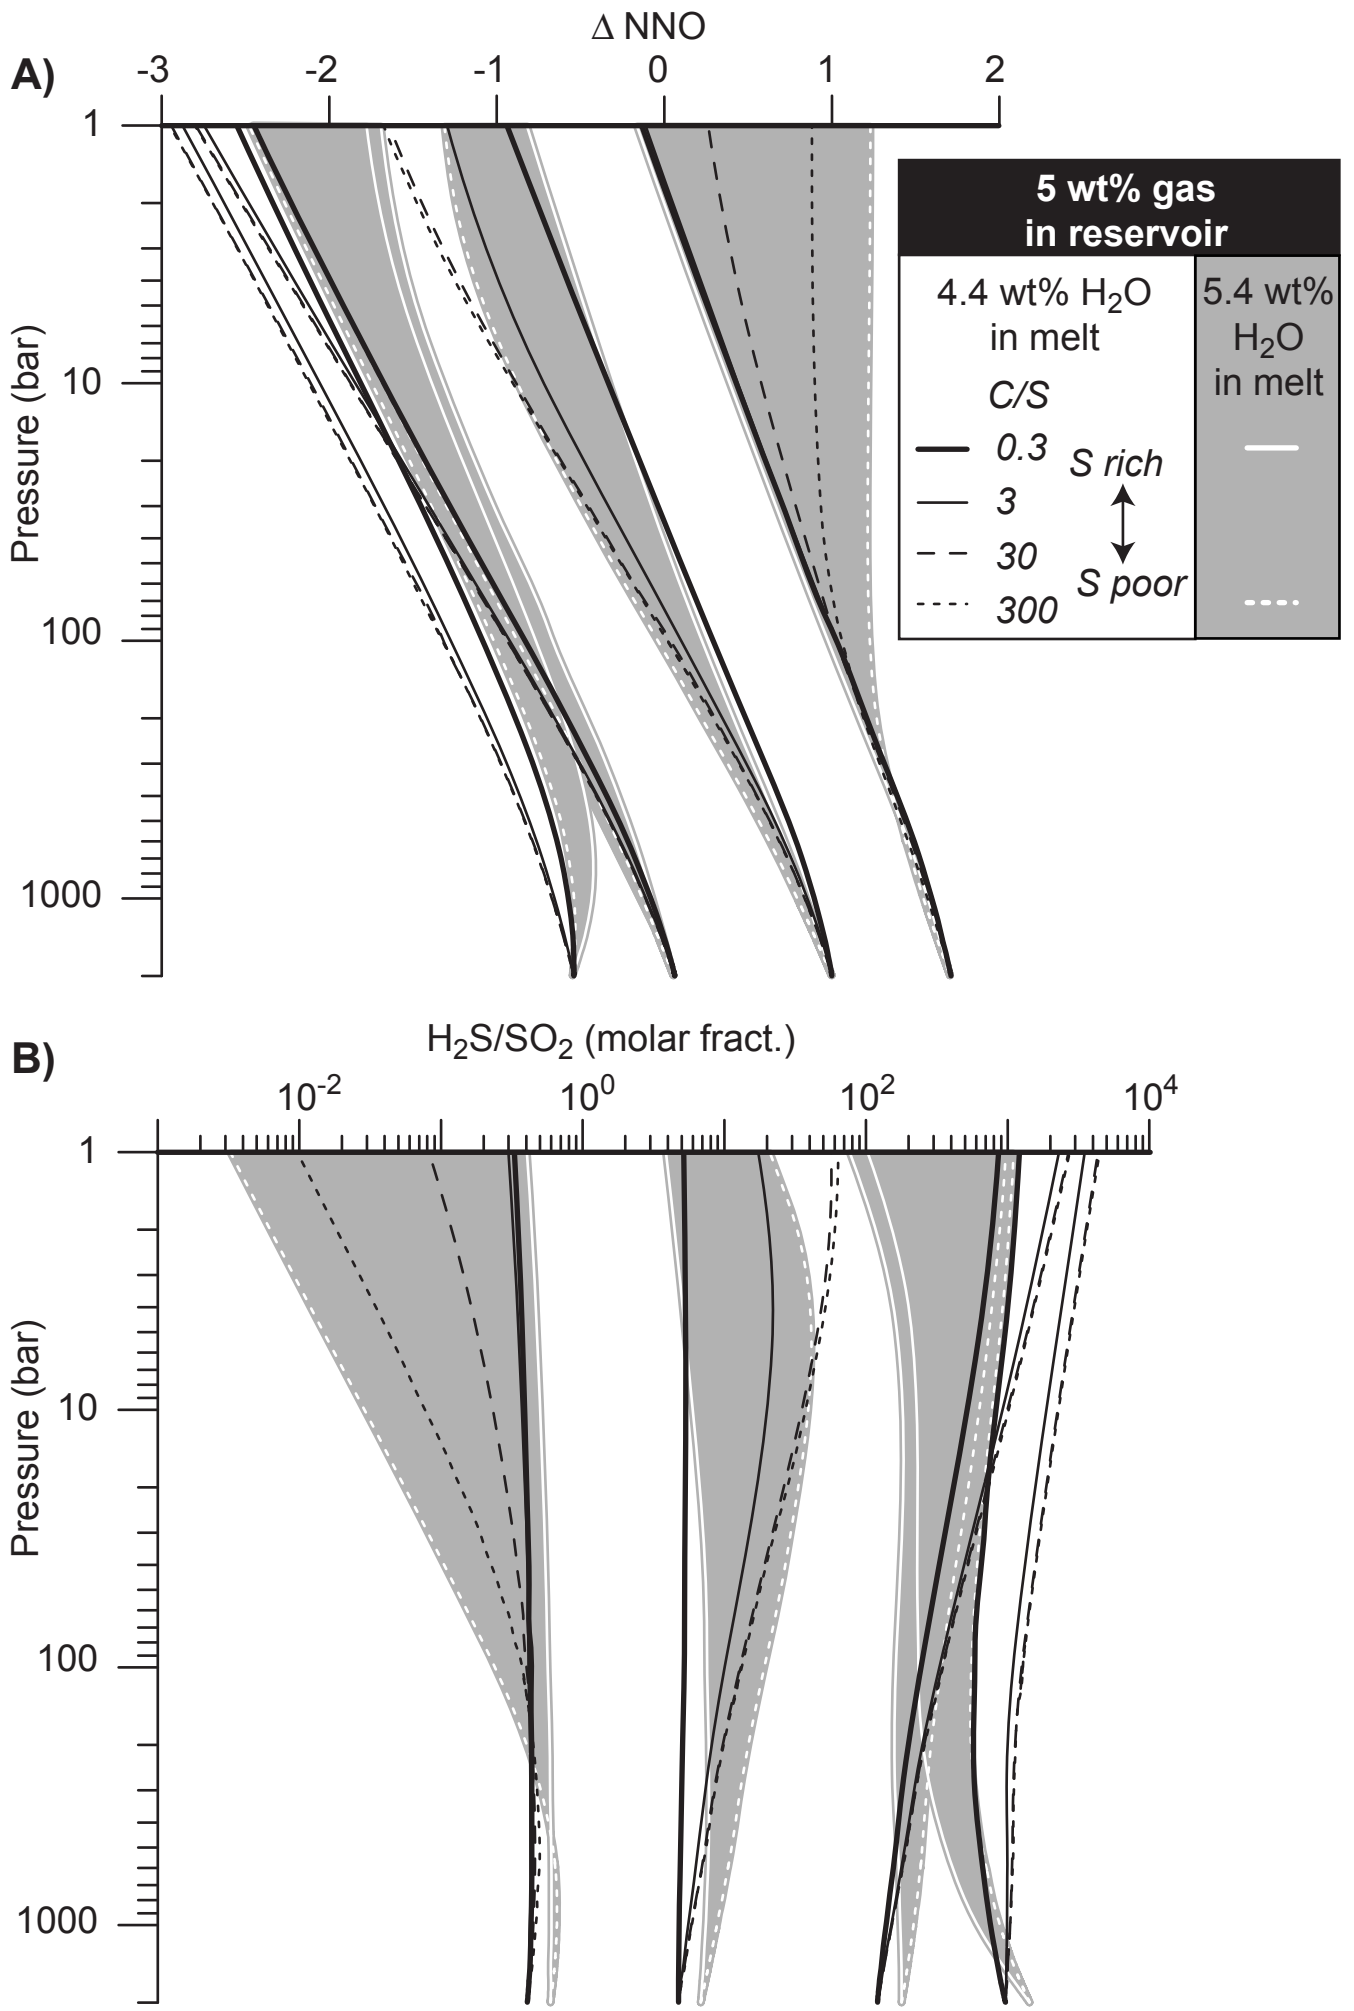 A)
Δ NNO
-3 -2 -1 0 1 2
Pressure (bar)
1
10
100
1000
5 wt% gas
in reservoir
4.4 wt% H₂O
in melt
C/S
0.3
3
30
300
S rich
S poor
5.4 wt%
H₂O
in melt
B)
H₂S/SO₂ (molar fract.)
10⁻² 10⁰ 10² 10⁴
Pressure (bar)
1
10
100
1000